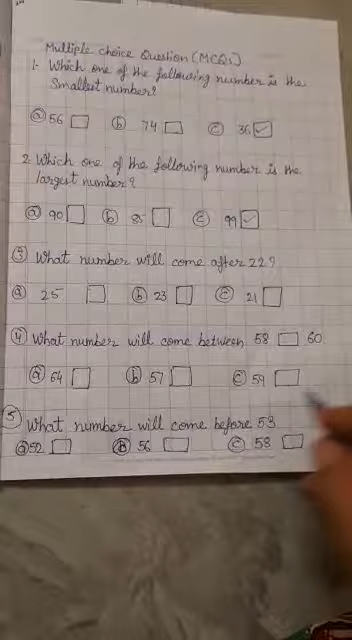 Multiple choice Question (MCQs)
1. Which one of the following number is the
Smallest number?
a 56 b 74 c 36 ✓
2. Which one of the following number is the
largest number?
a 90 b c 99 ✓
3 What number will come after 22?
a 25 b 23 c 21
4 What number will come between 58 60
a 64 b 57 c 59
5 What number will come before 53
a 52 B 56 c 58